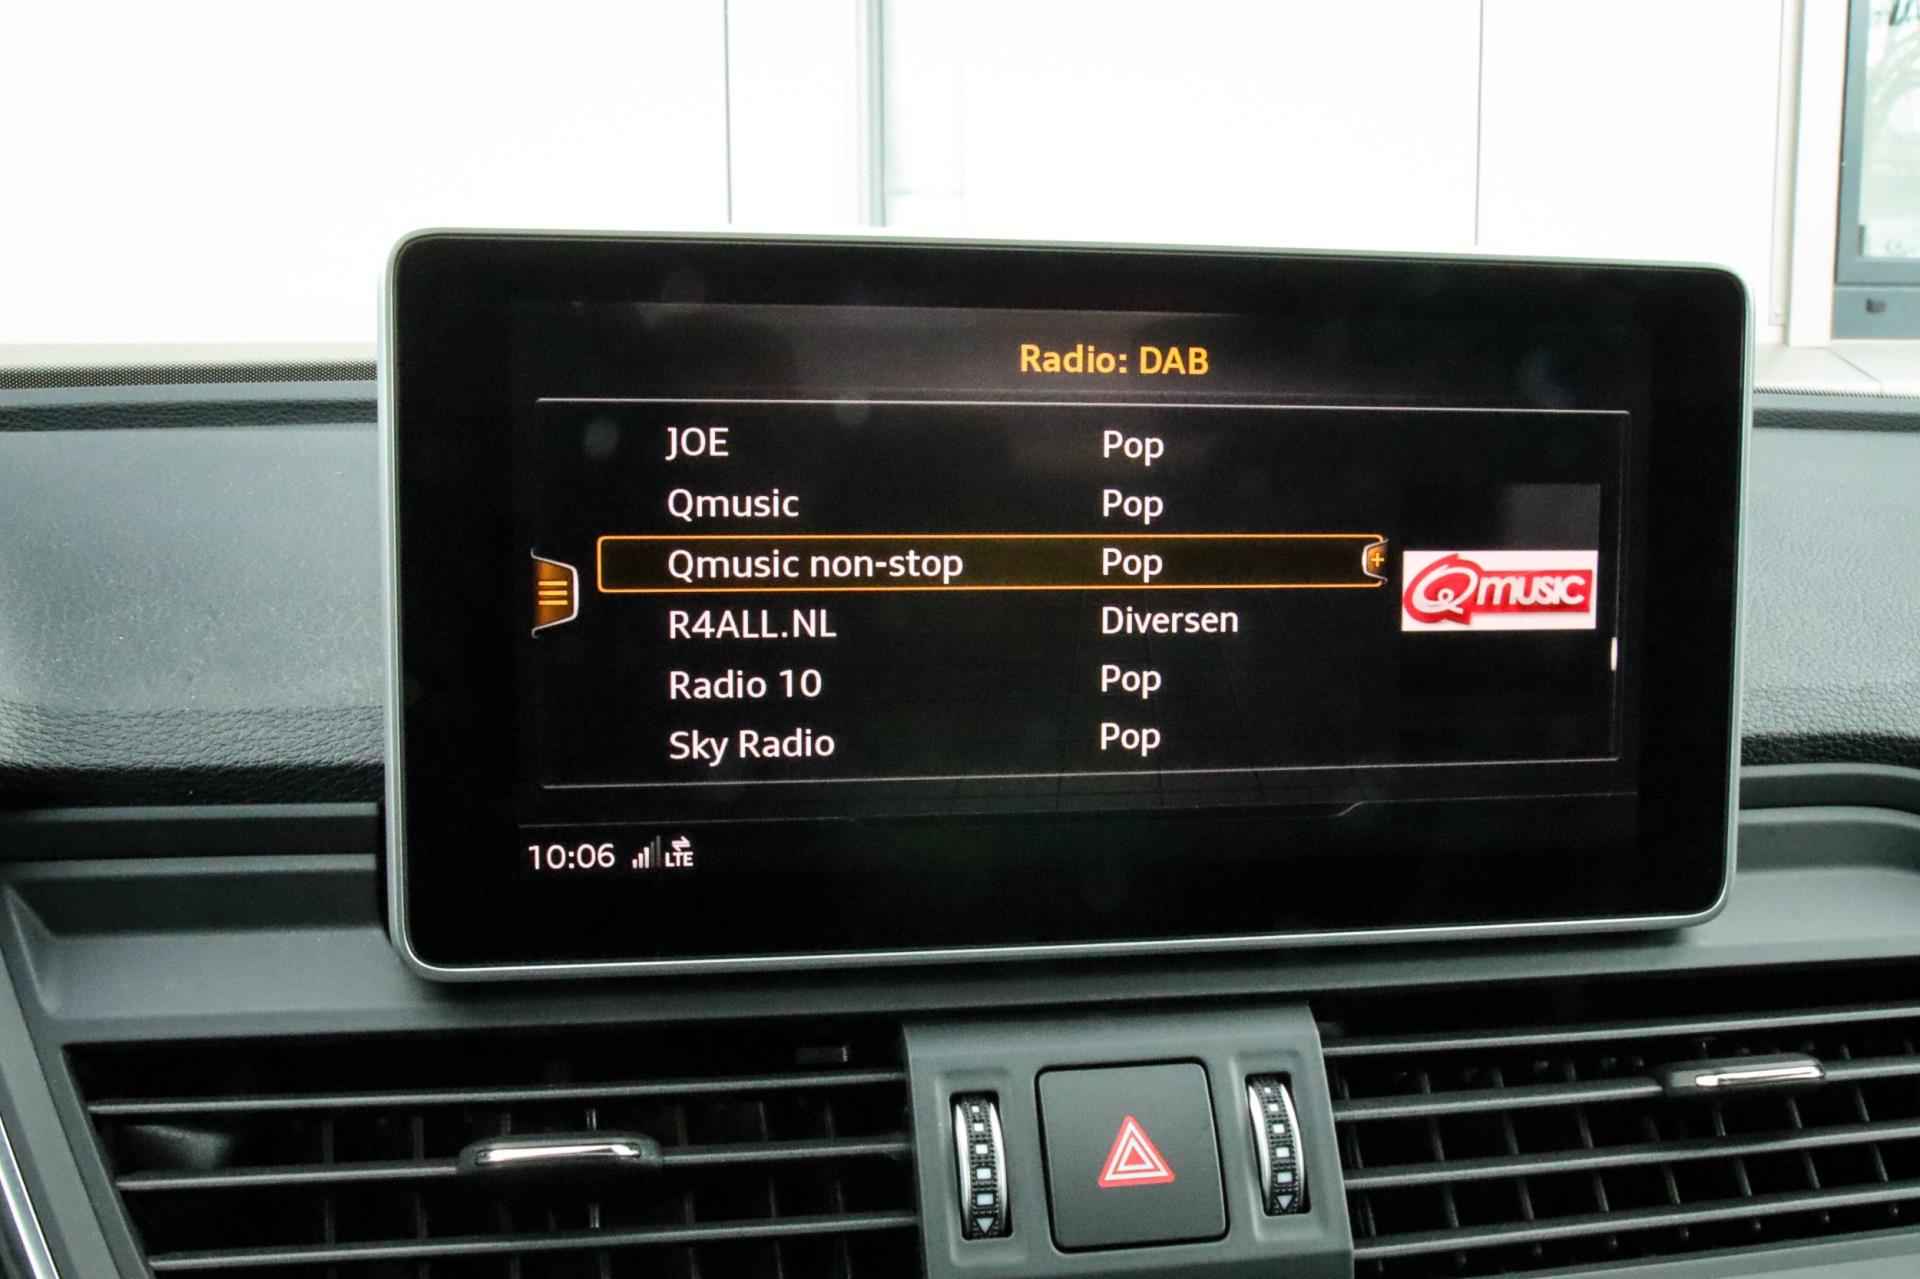 Radio: DAB
JOE Pop
Qmusic Pop
Qmusic non-stop Pop
R4ALL.NL Diversen
Radio 10 Pop
Sky Radio Pop
Qmusic
10:06 LTE